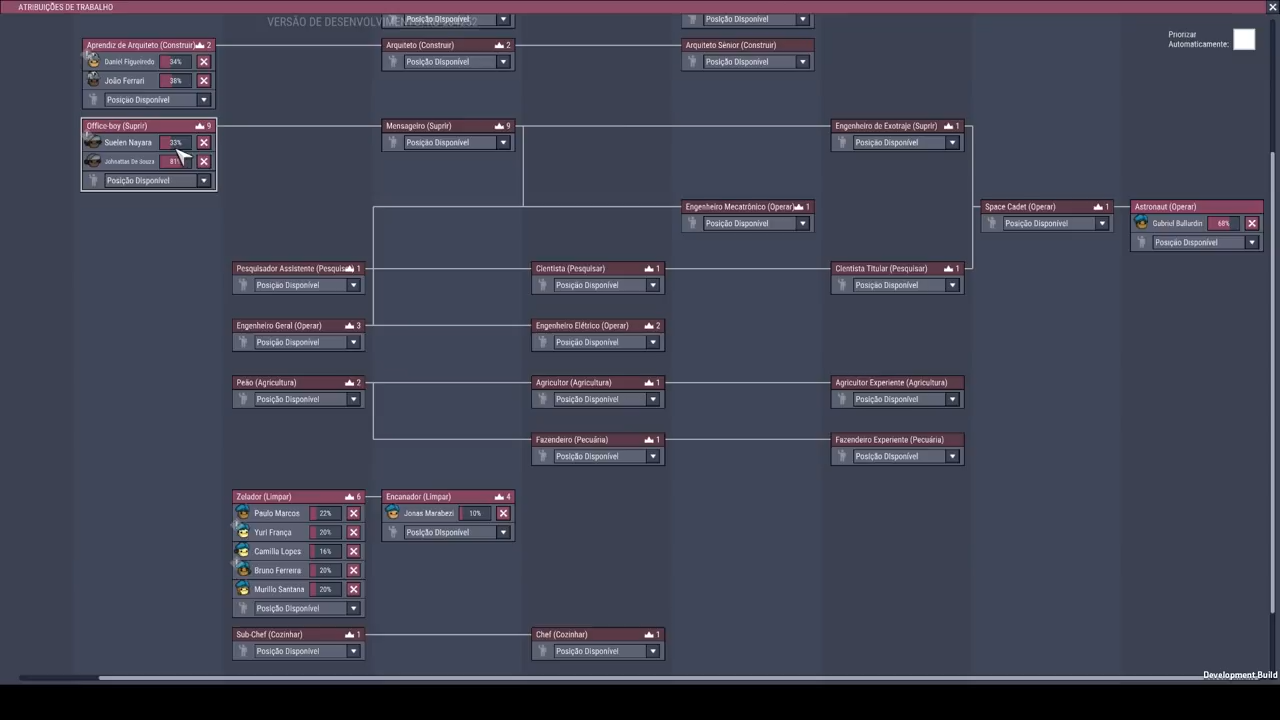 ATRIBUIÇÕES DE TRABALHO
VERSÃO DE DESENVOLVIMENTO
Posição Disponível
Posição Disponível
Priorizar
Automaticamente:
Aprendiz de Arquiteto (Construir) 2
Arquiteto (Construir) 2
Arquiteto Sênior (Construir)
Daniel Figueiredo 34%
Posição Disponível
Posição Disponível
João Ferrari 38%
Posição Disponível
Office-boy (Suprir) 9
Mensageiro (Suprir) 9
Engenheiro de Exotraje (Suprir) 1
Suelen Nayara 33%
Posição Disponível
Posição Disponível
Johnattas De Souza 81%
Posição Disponível
Engenheiro Mecatrônico (Operar) 1
Space Cadet (Operar) 1
Astronaut (Operar)
Posição Disponível
Posição Disponível
Gabriel Ballurdin 68%
Posição Disponível
Pesquisador Assistente (Pesquisar) 1
Cientista (Pesquisar) 1
Cientista Titular (Pesquisar) 1
Posição Disponível
Posição Disponível
Posição Disponível
Engenheiro Geral (Operar) 3
Engenheiro Elétrico (Operar) 2
Posição Disponível
Posição Disponível
Peão (Agricultura) 2
Agricultor (Agricultura) 1
Agricultor Experiente (Agricultura)
Posição Disponível
Posição Disponível
Posição Disponível
Fazendeiro (Pecuária) 1
Fazendeiro Experiente (Pecuária)
Posição Disponível
Posição Disponível
Zelador (Limpar) 6
Encanador (Limpar) 4
Paulo Marcos 22%
Jonas Marabezi 10%
Yuri França 20%
Posição Disponível
Camilla Lopes 16%
Bruno Ferreira 20%
Murillo Santana 20%
Posição Disponível
Sub-Chef (Cozinhar) 1
Chef (Cozinhar) 1
Posição Disponível
Posição Disponível
Development Build